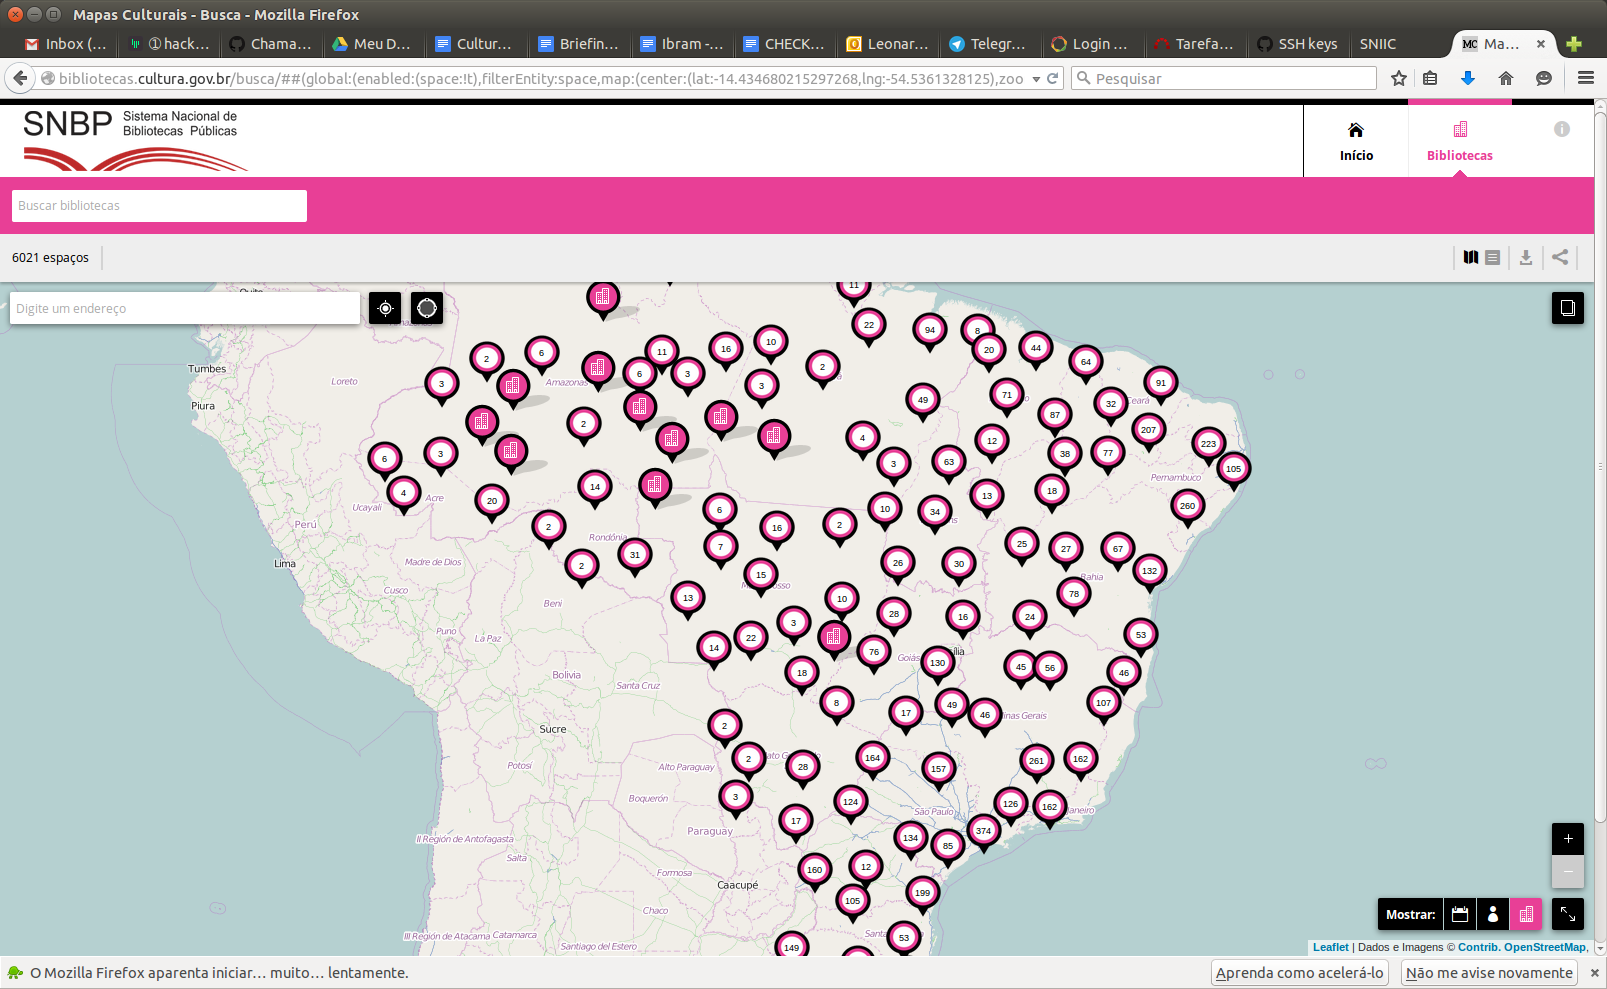 Mapas Culturais - Busca - Mozilla Firefox
Inbox (...
① hack...
Chama...
Meu D...
Cultur...
Briefin...
Ibram -...
CHECK...
Leonar...
Telegr...
Login ...
Tarefa...
SSH keys
SNIIC
MC Ma...
bibliotecas.cultura.gov.br/busca/##(global:(enabled:(space:!t),filterEntity:space,map:(center:(lat:-14.434680215297268,lng:-54.5361328125),zoo
Pesquisar
SNBP Sistema Nacional de
Bibliotecas Públicas
Início
Bibliotecas
Buscar bibliotecas
6021 espaços
Digite um endereço
11
22
94
8
20
44
64
91
2
6
11
16
10
2
3
6
3
3
Tumbes
Loreto
Amazonas
Piura
49
71
87
32
Ceará
207
223
105
2
4
12
38
77
6
3
3
63
Pernambuco
4
Ucayali
Acre
20
14
10
34
13
18
260
Perú
2
6
16
2
Rondônia
31
7
25
27
67
132
Lima
Madre de Dios
2
15
26
30
Bahia
Cusco
Beni
13
10
28
78
Puno
La Paz
14
22
3
16
24
53
76
Goiás
130
45
56
46
Bolivia
Santa Cruz
18
8
17
49
46
107
Sucre
2
Potosí
Alto Paraguay
2
28
164
157
261
162
Boquerón
3
124
126
162
São Paulo
Paraguay
17
134
85
374
II Región de Antofagasta
Salta
Formosa
160
12
Caacupé
105
199
Chaco
III Región de Atacama
Catamarca
Santiago del Estero
149
53
+
−
Mostrar:
Leaflet | Dados e Imagens © Contrib. OpenStreetMap,
O Mozilla Firefox aparenta iniciar... muito... lentamente.
Aprenda como acelerá-lo
Não me avise novamente